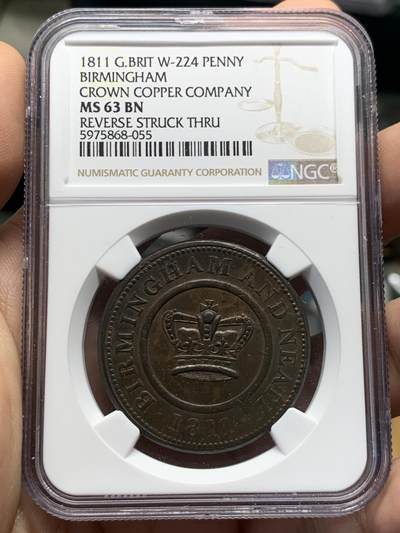 1811 G.BRIT W-224 PENNY
BIRMINGHAM
CROWN COPPER COMPANY
MS 63 BN
REVERSE STRUCK THRU
5975868-055
NUMISMATIC GUARANTY CORPORATION
NGC
BIRMINGHAM AND NEATH
1811